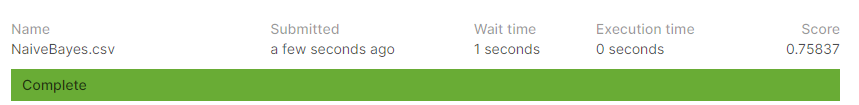 Name Submitted Wait time Execution time Score
NaiveBayes.csv a few seconds ago 1 seconds 0 seconds 0.75837
Complete